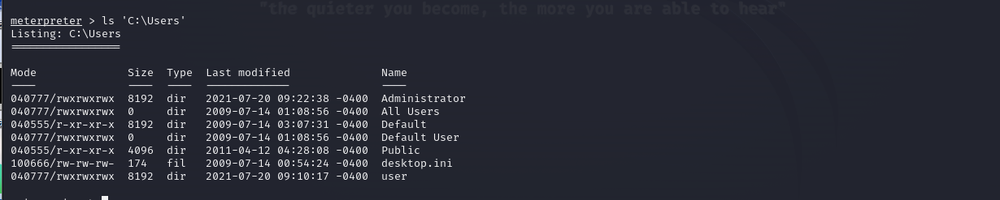 "the quieter you become, the more you are able to hear"
meterpreter > ls 'C:\Users'
Listing: C:\Users
=================
Mode              Size  Type  Last modified              Name
----              ----  ----  -------------              ----
040777/rwxrwxrwx  8192  dir   2021-07-20 09:22:38 -0400  Administrator
040777/rwxrwxrwx  0     dir   2009-07-14 01:08:56 -0400  All Users
040555/r-xr-xr-x  8192  dir   2009-07-14 03:07:31 -0400  Default
040777/rwxrwxrwx  0     dir   2009-07-14 01:08:56 -0400  Default User
040555/r-xr-xr-x  4096  dir   2011-04-12 04:28:08 -0400  Public
100666/rw-rw-rw-  174   fil   2009-07-14 00:54:24 -0400  desktop.ini
040777/rwxrwxrwx  8192  dir   2021-07-20 09:10:17 -0400  user